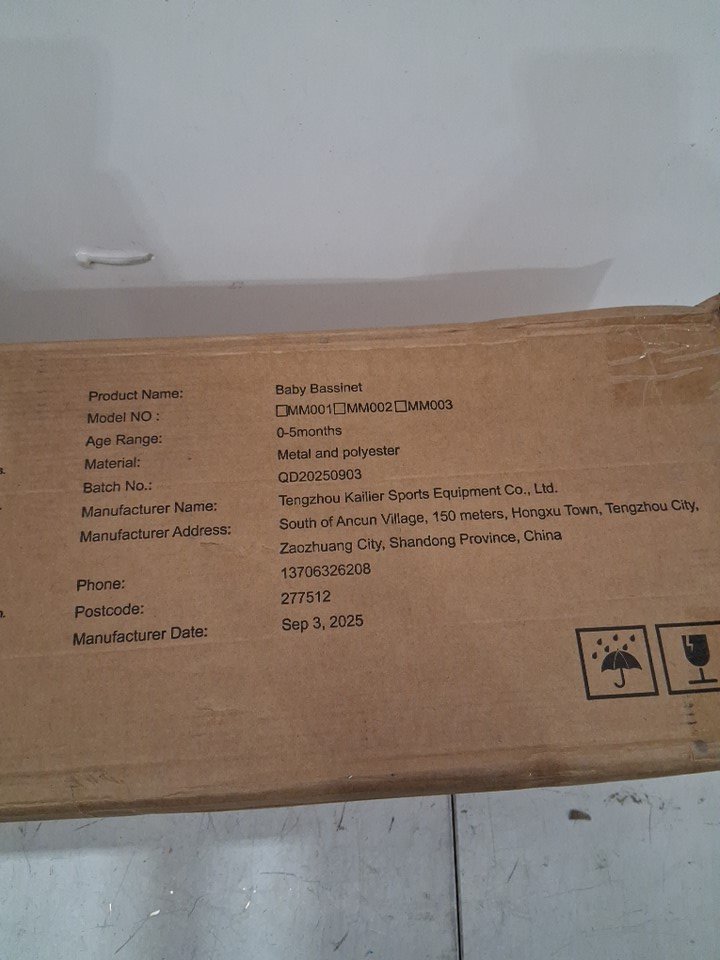 Product Name: Baby Bassinet
Model NO : □MM001□MM002□MM003
Age Range: 0-5months
Material: Metal and polyester
Batch No.: QD20250903
Manufacturer Name: Tengzhou Kailier Sports Equipment Co., Ltd.
Manufacturer Address: South of Ancun Village, 150 meters, Hongxu Town, Tengzhou City,
Zaozhuang City, Shandong Province, China
Phone: 13706326208
Postcode: 277512
Manufacturer Date: Sep 3, 2025